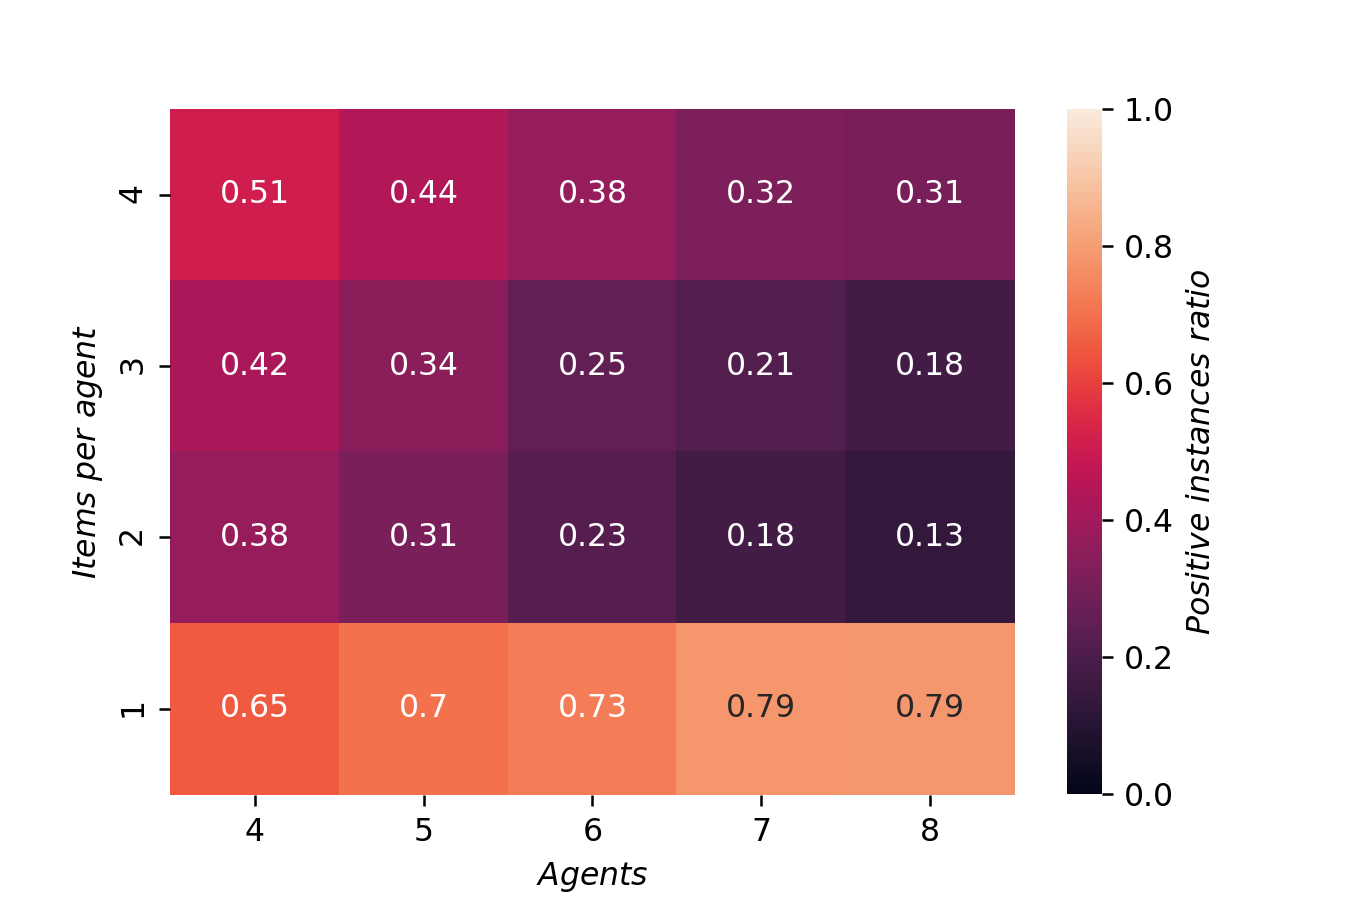 4 0.51 0.44 0.38 0.32 0.31
3 0.42 0.34 0.25 0.21 0.18
2 0.38 0.31 0.23 0.18 0.13
1 0.65 0.7 0.73 0.79 0.79
4 5 6 7 8
Agents
Items per agent
1.0
0.8
0.6
0.4
0.2
0.0
Positive instances ratio